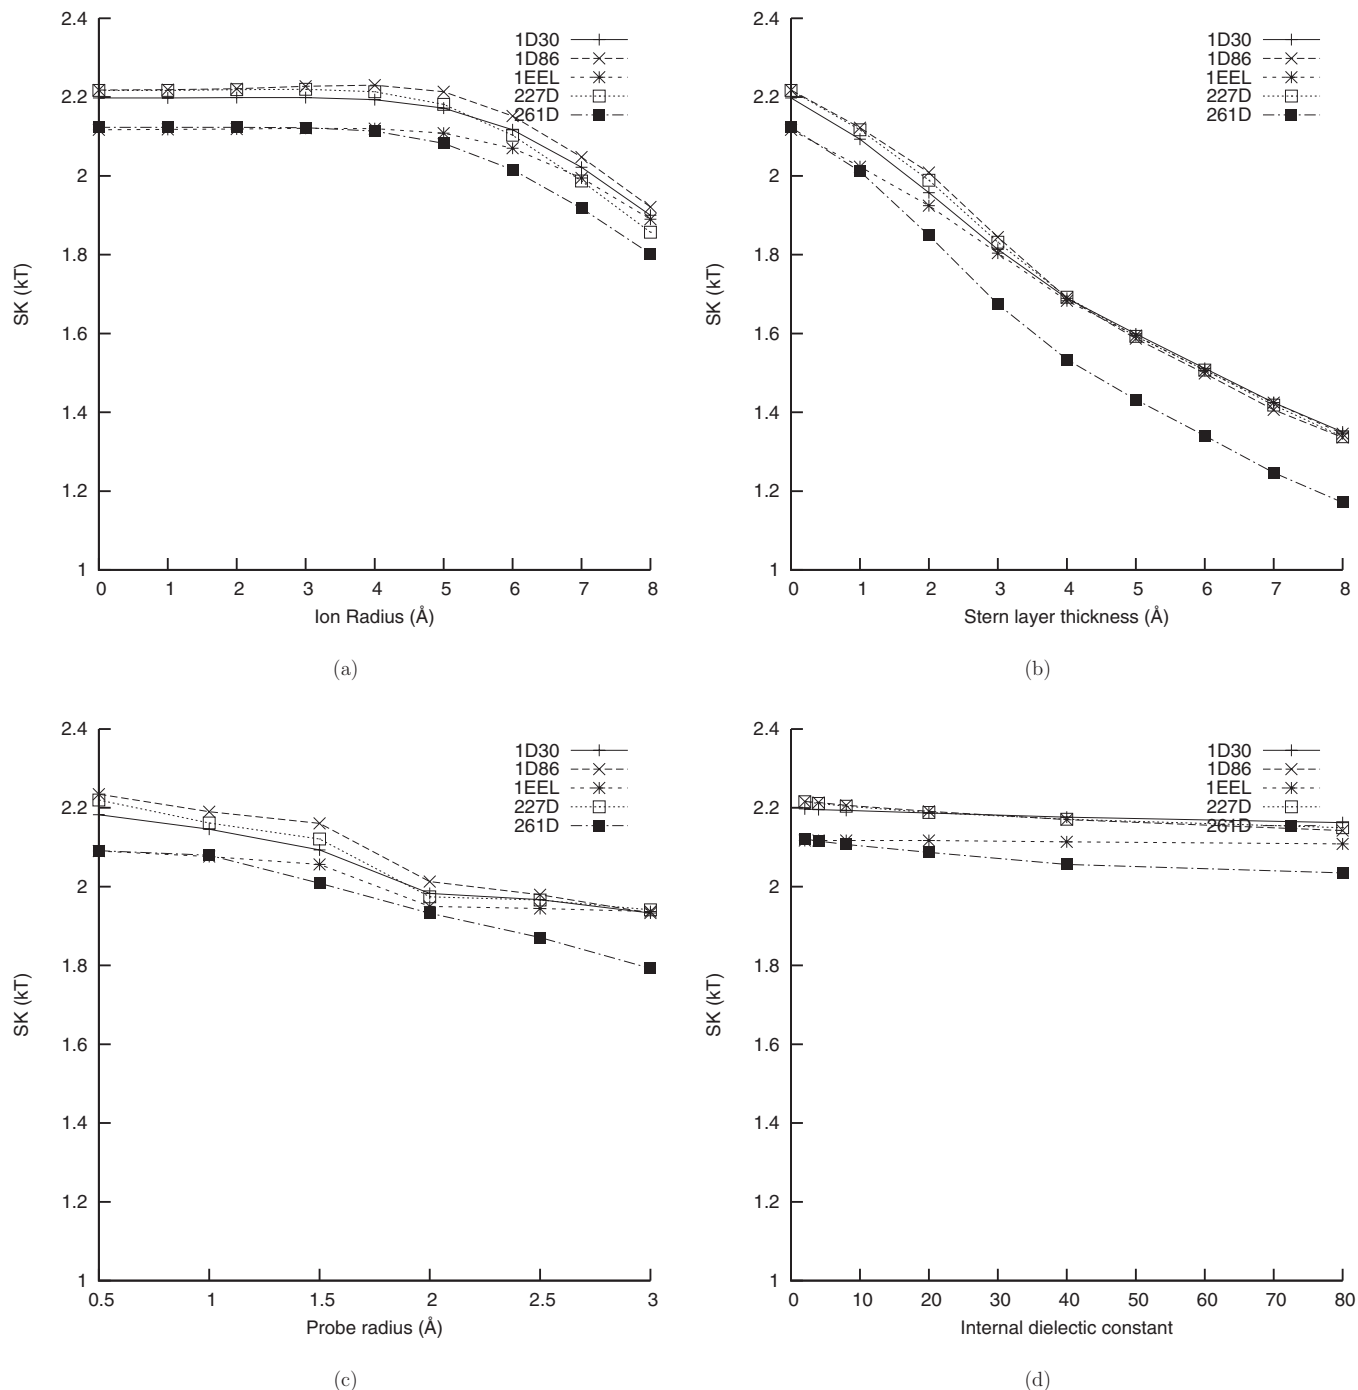 2.4
2.2
2
1.8
1.6
1.4
1.2
1
SK (kT)
1D30
1D86
1EEL
227D
261D
0 1 2 3 4 5 6 7 8
Ion Radius (Å)
(a)
2.4
2.2
2
1.8
1.6
1.4
1.2
1
SK (kT)
1D30
1D86
1EEL
227D
261D
0 1 2 3 4 5 6 7 8
Stern layer thickness (Å)
(b)
2.4
2.2
2
1.8
1.6
1.4
1.2
1
SK (kT)
1D30
1D86
1EEL
227D
261D
0.5 1 1.5 2 2.5 3
Probe radius (Å)
(c)
2.4
2.2
2
1.8
1.6
1.4
1.2
1
SK (kT)
1D30
1D86
1EEL
227D
261D
0 10 20 30 40 50 60 70 80
Internal dielectic constant
(d)